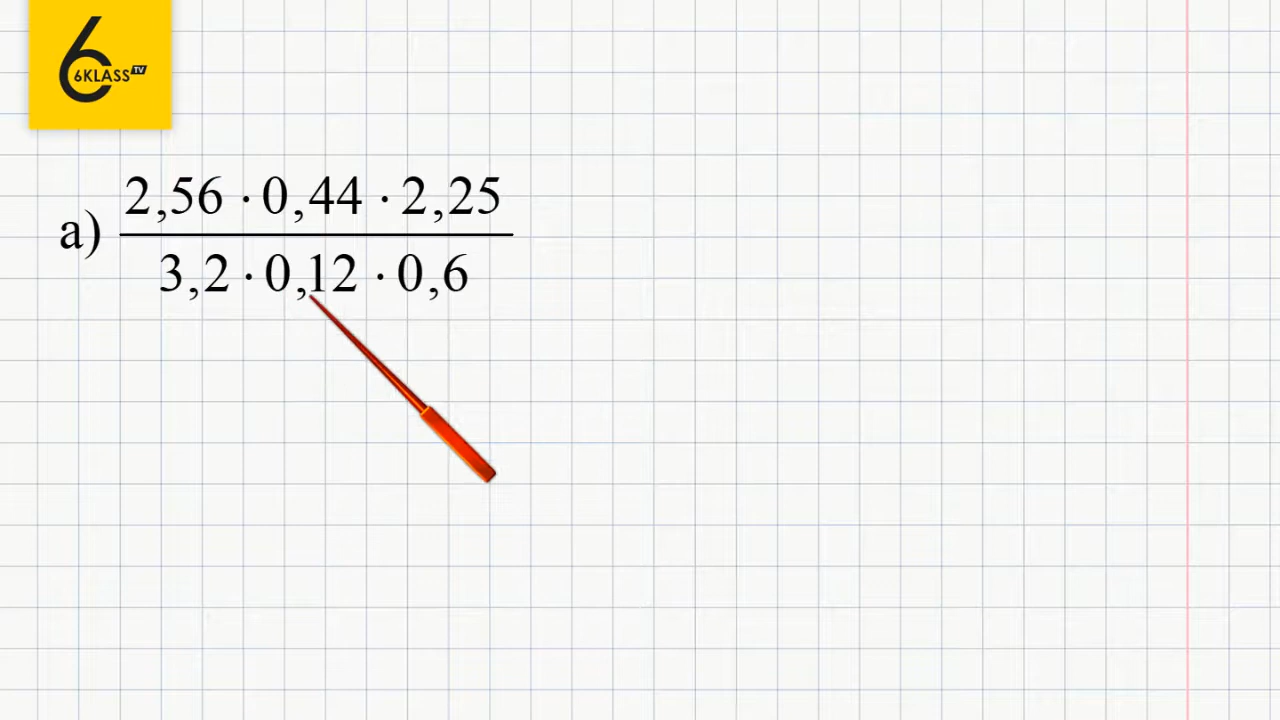 6KLASS TV
а) 2,56 · 0,44 · 2,25
3,2 · 0,12 · 0,6